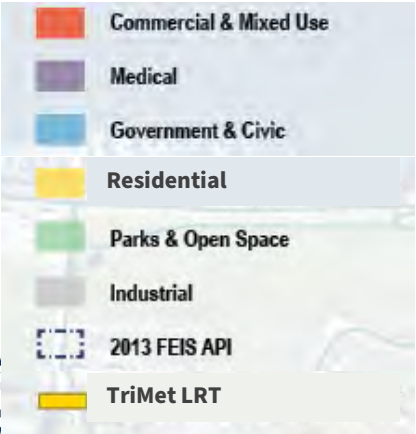 Commercial & Mixed Use
Medical
Government & Civic
Residential
Parks & Open Space
Industrial
2013 FEIS API
TriMet LRT